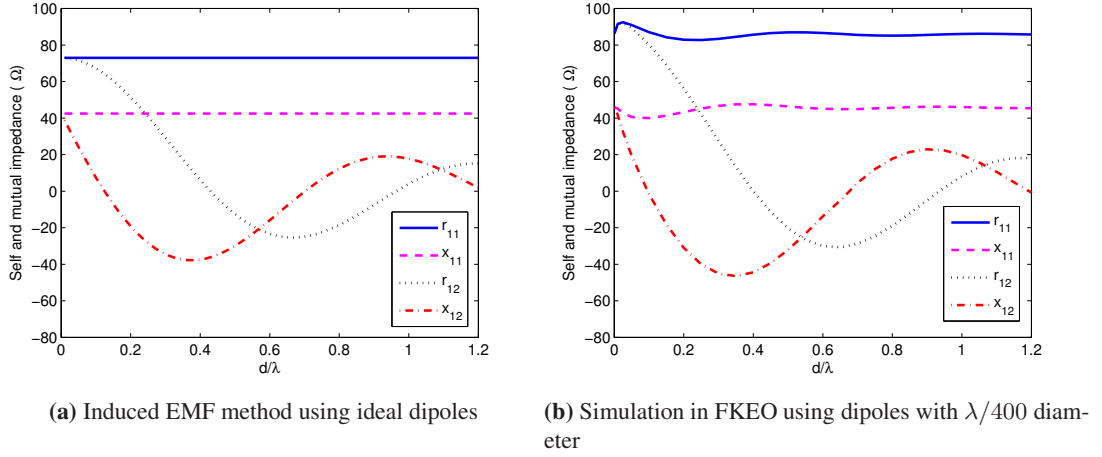 100
80
60
40
20
0
−20
−40
−60
−80
0
0.2
0.4
0.6
0.8
1
1.2
Self and mutual impedance ( Ω)
d/λ
r11
x11
r12
x12
100
80
60
40
20
0
−20
−40
−60
−80
0
0.2
0.4
0.6
0.8
1
1.2
Self and mutual impedance ( Ω)
d/λ
r11
x11
r12
x12
(a) Induced EMF method using ideal dipoles
(b) Simulation in FKEO using dipoles with λ/400 diam-
eter